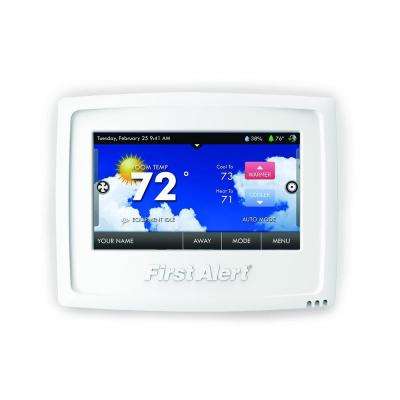 Tuesday, February 25 9:41 AM 38% 76°
ROOM TEMP
72°
Cool To
73
WARMER
Heat To
71
COOLER
EQUIPMENT IDLE
AUTO MODE
YOUR NAME AWAY MODE MENU
First Alert®